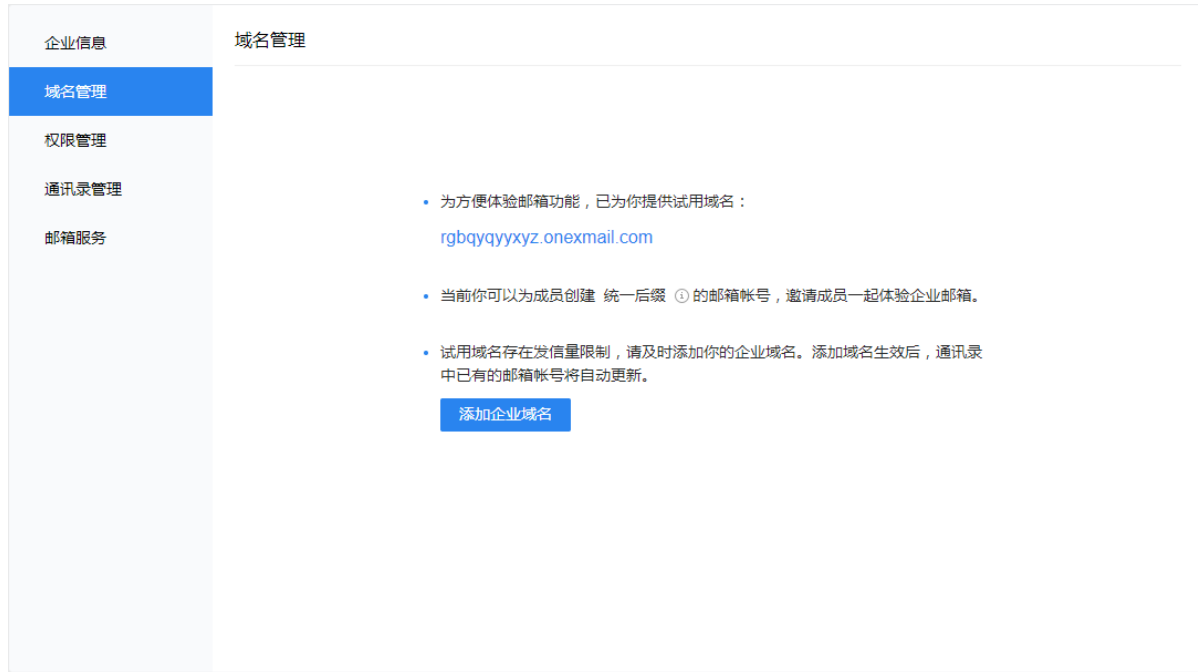 企业信息
域名管理
权限管理
通讯录管理
邮箱服务
域名管理
为方便体验邮箱功能，已为你提供试用域名：
rgbqyqyyxyz.onexmail.com
当前你可以为成员创建 统一后缀 的邮箱帐号，邀请成员一起体验企业邮箱。
试用域名存在发信量限制，请及时添加你的企业域名。添加域名生效后，通讯录
中已有的邮箱帐号将自动更新。
添加企业域名